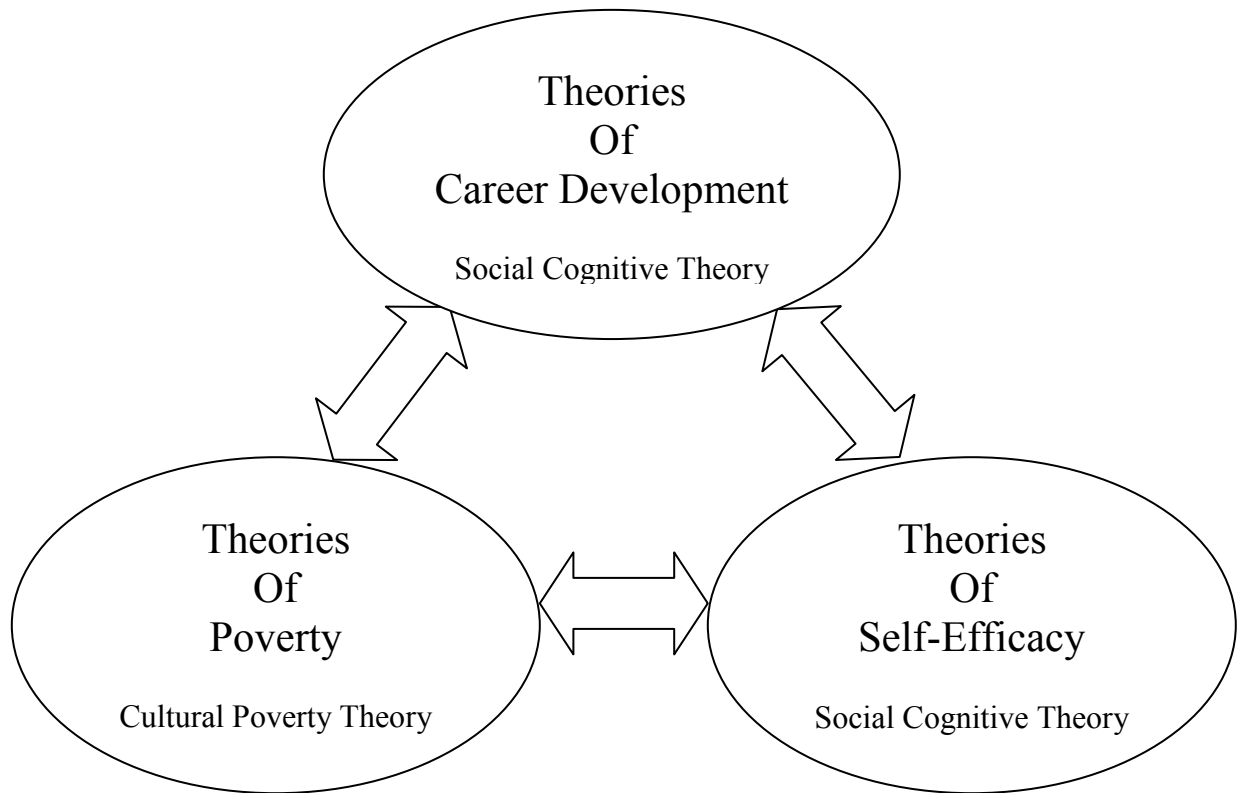 Theories
Of
Career Development
Social Cognitive Theory
Theories
Of
Poverty
Cultural Poverty Theory
Theories
Of
Self-Efficacy
Social Cognitive Theory